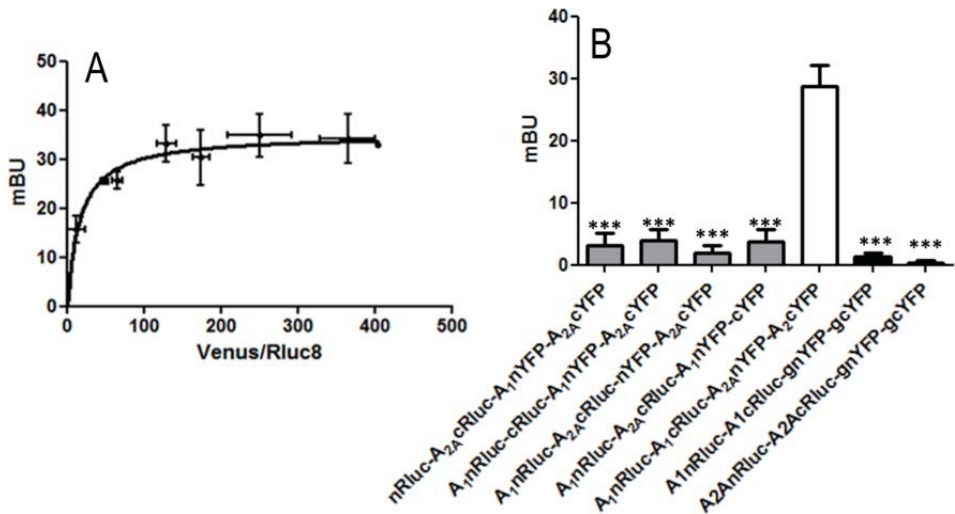 A
mBU
50
40
30
20
10
0
0 100 200 300 400 500
Venus/Rluc8
B
mBU
40
30
20
10
0
*** *** *** *** *** ***
nRluc-A2AcRluc-A1nYFP-A2AcYFP
A1nRluc-cRluc-A1nYFP-A2AcYFP
A1nRluc-A2AcRluc-nYFP-A2AcYFP
A1nRluc-A2AcRluc-A1nYFP-cYFP
A1nRluc-A1cRluc-A2AnYFP-A2cYFP
A1nRluc-A1cRluc-gnYFP-gcYFP
A2AnRluc-A2AcRluc-gnYFP-gcYFP